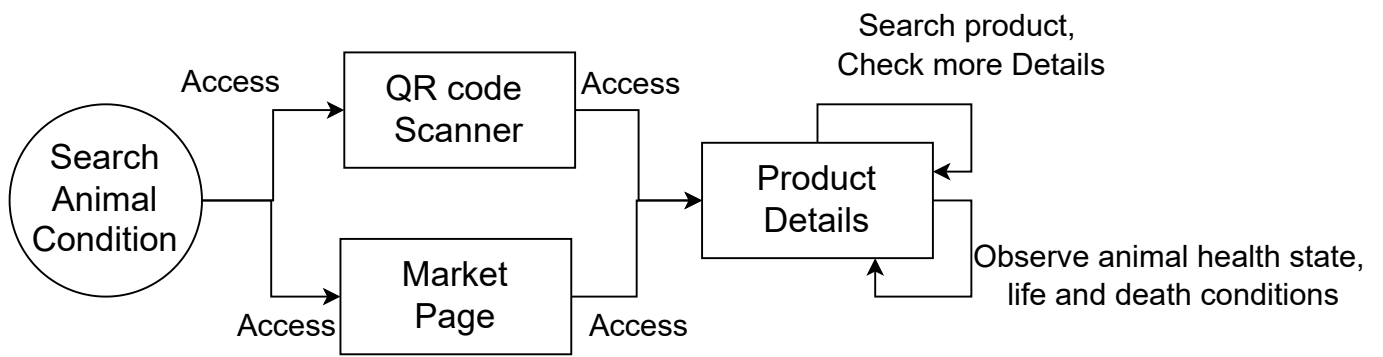 Search product,
Check more Details
Access
QR code
Scanner
Access
Search
Animal
Condition
Product
Details
Market
Page
Access
Access
Observe animal health state,
life and death conditions